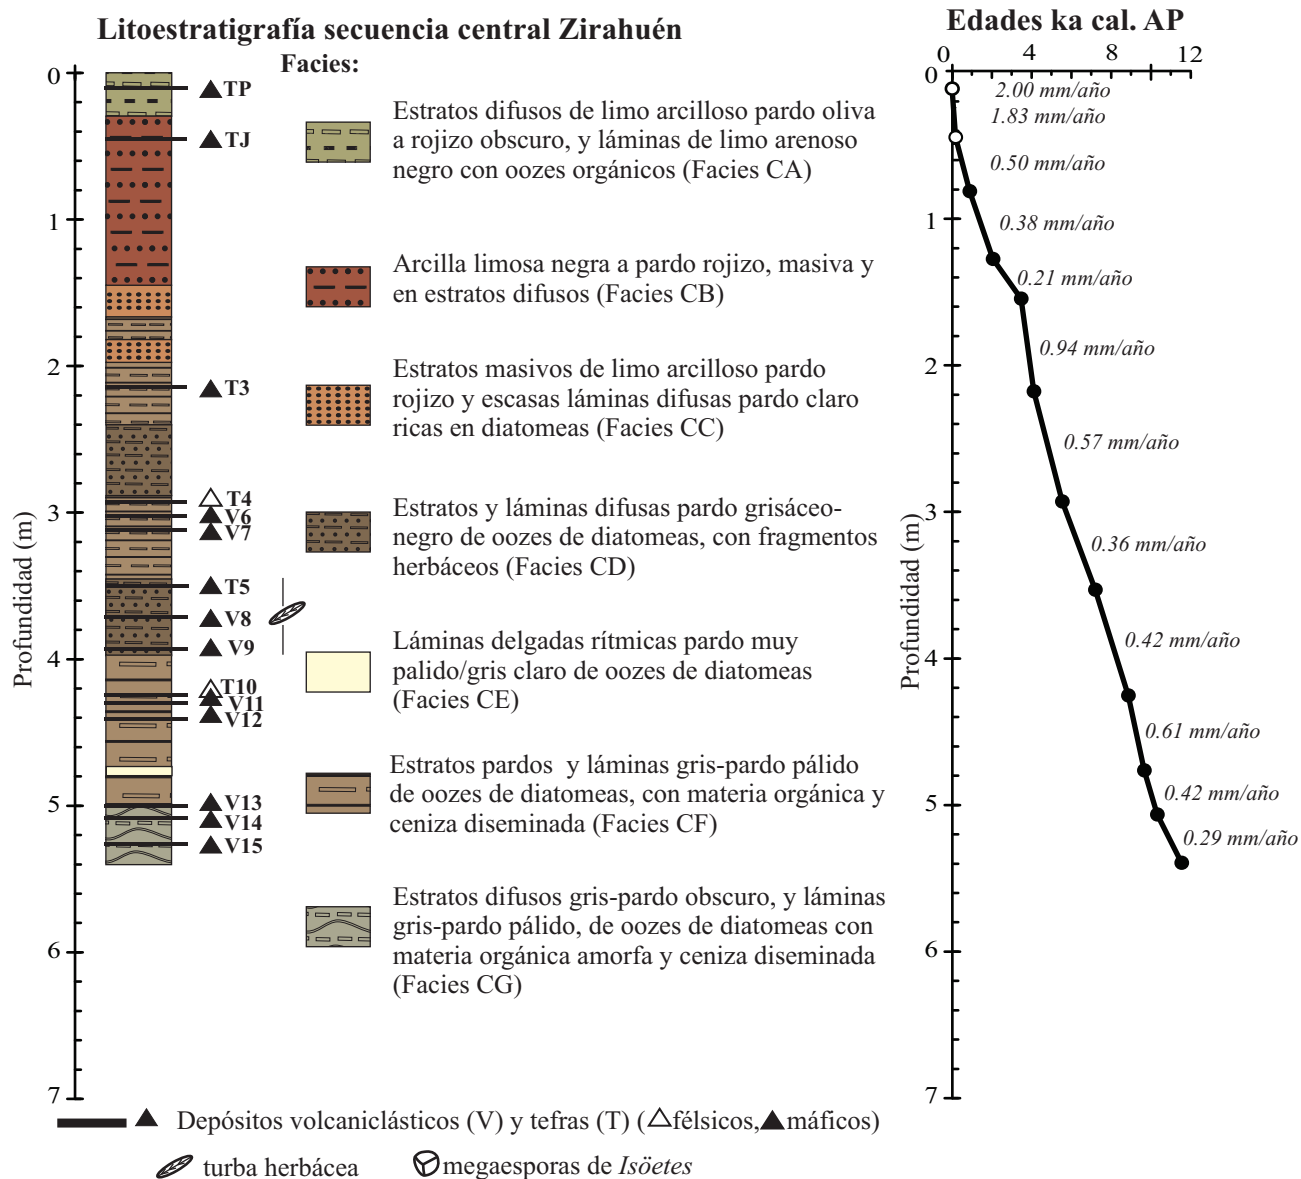 Litoestratigrafía secuencia central Zirahuén
Facies:
Edades ka cal. AP
Profundidad (m)
0
1
2
3
4
5
6
7
TP
TJ
T3
T4
V6
V7
T5
V8
V9
T10
V11
V12
V13
V14
V15
Estratos difusos de limo arcilloso pardo oliva
a rojizo obscuro, y láminas de limo arenoso
negro con oozes orgánicos (Facies CA)
Arcilla limosa negra a pardo rojizo, masiva y
en estratos difusos (Facies CB)
Estratos masivos de limo arcilloso pardo
rojizo y escasas láminas difusas pardo claro
ricas en diatomeas (Facies CC)
Estratos y láminas difusas pardo grisáceo-
negro de oozes de diatomeas, con fragmentos
herbáceos (Facies CD)
Láminas delgadas rítmicas pardo muy
palido/gris claro de oozes de diatomeas
(Facies CE)
Estratos pardos y láminas gris-pardo pálido
de oozes de diatomeas, con materia orgánica y
ceniza diseminada (Facies CF)
Estratos difusos gris-pardo obscuro, y láminas
gris-pardo pálido, de oozes de diatomeas con
materia orgánica amorfa y ceniza diseminada
(Facies CG)
0 4 8 12
Profundidad (m)
0
1
2
3
4
5
6
7
2.00 mm/año
1.83 mm/año
0.50 mm/año
0.38 mm/año
0.21 mm/año
0.94 mm/año
0.57 mm/año
0.36 mm/año
0.42 mm/año
0.61 mm/año
0.42 mm/año
0.29 mm/año
Depósitos volcaniclásticos (V) y tefras (T) (△félsicos,▲máficos)
turba herbácea
megaesporas de Isöetes